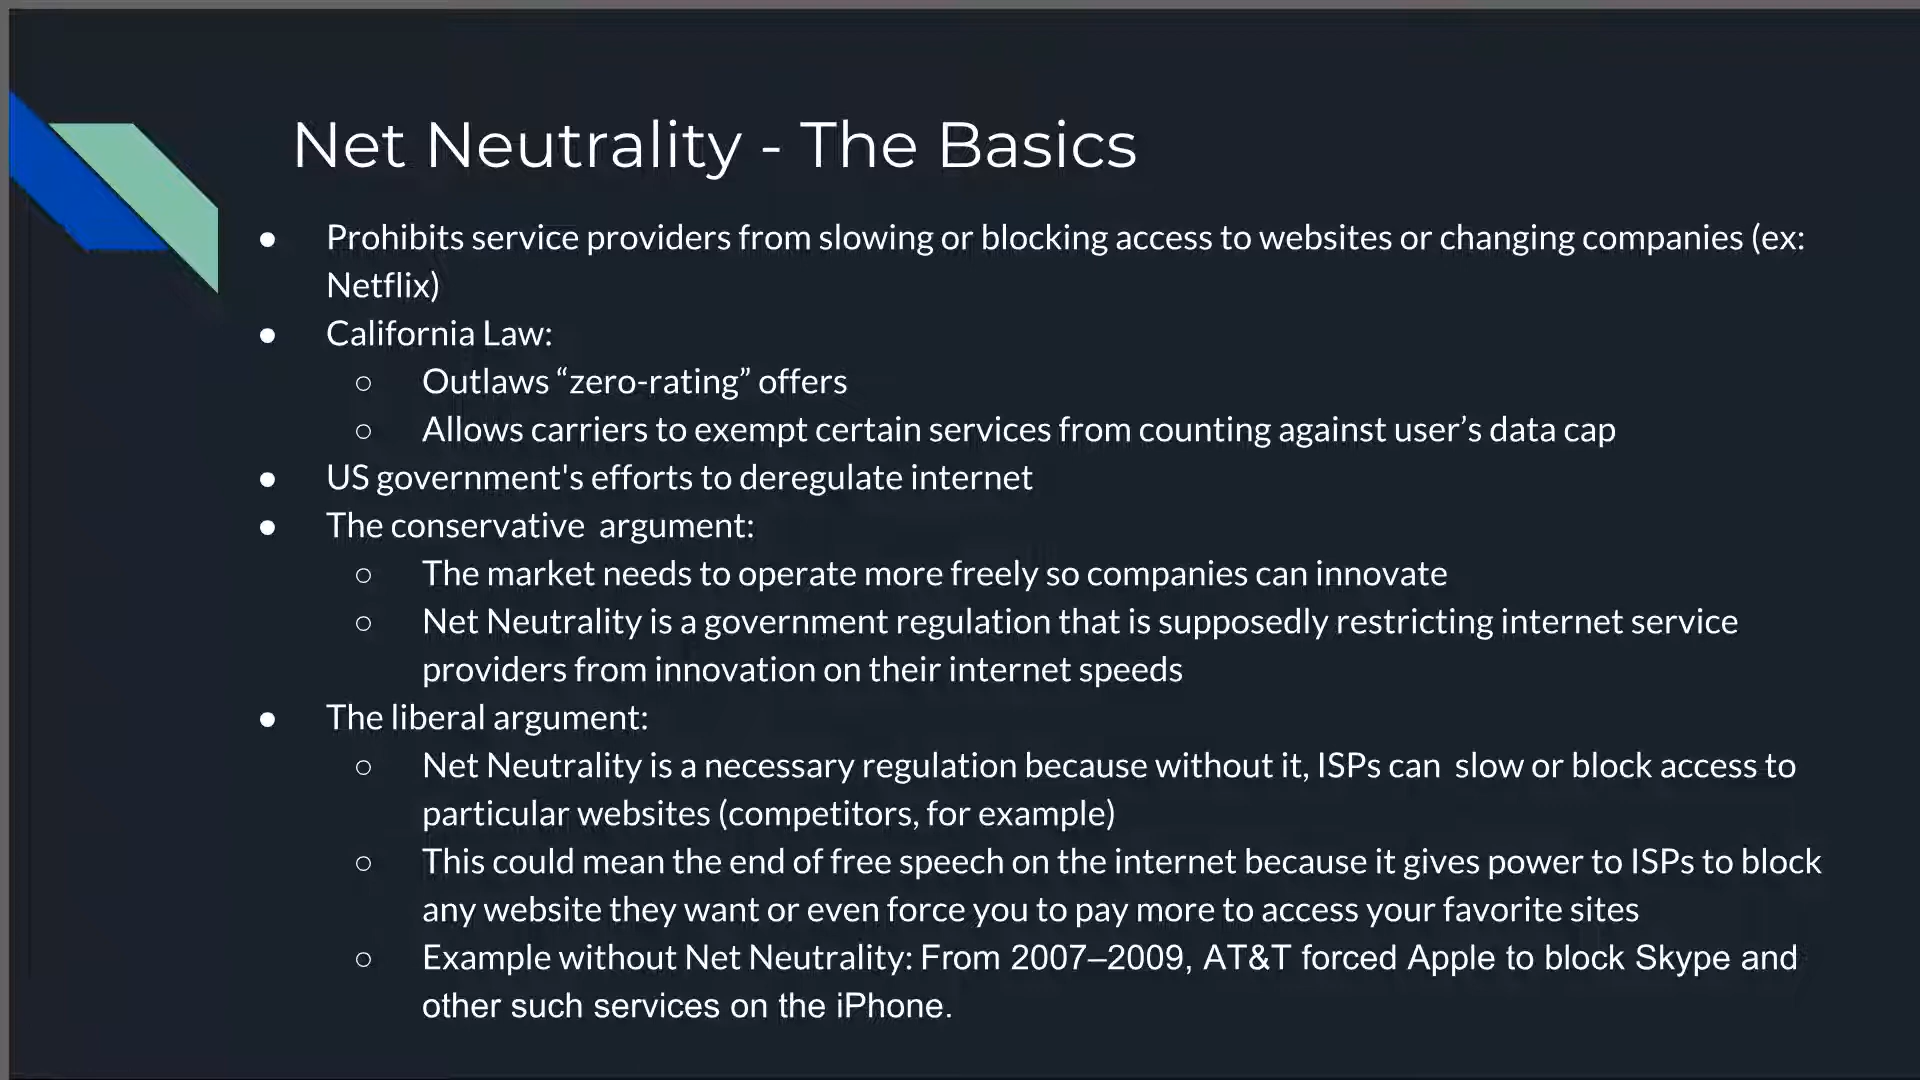 Net Neutrality - The Basics
● Prohibits service providers from slowing or blocking access to websites or changing companies (ex:
Netflix)
● California Law:
○ Outlaws “zero-rating” offers
○ Allows carriers to exempt certain services from counting against user’s data cap
● US government's efforts to deregulate internet
● The conservative  argument:
○ The market needs to operate more freely so companies can innovate
○ Net Neutrality is a government regulation that is supposedly restricting internet service
providers from innovation on their internet speeds
● The liberal argument:
○ Net Neutrality is a necessary regulation because without it, ISPs can  slow or block access to
particular websites (competitors, for example)
○ This could mean the end of free speech on the internet because it gives power to ISPs to block
any website they want or even force you to pay more to access your favorite sites
○ Example without Net Neutrality: From 2007–2009, AT&T forced Apple to block Skype and
other such services on the iPhone.